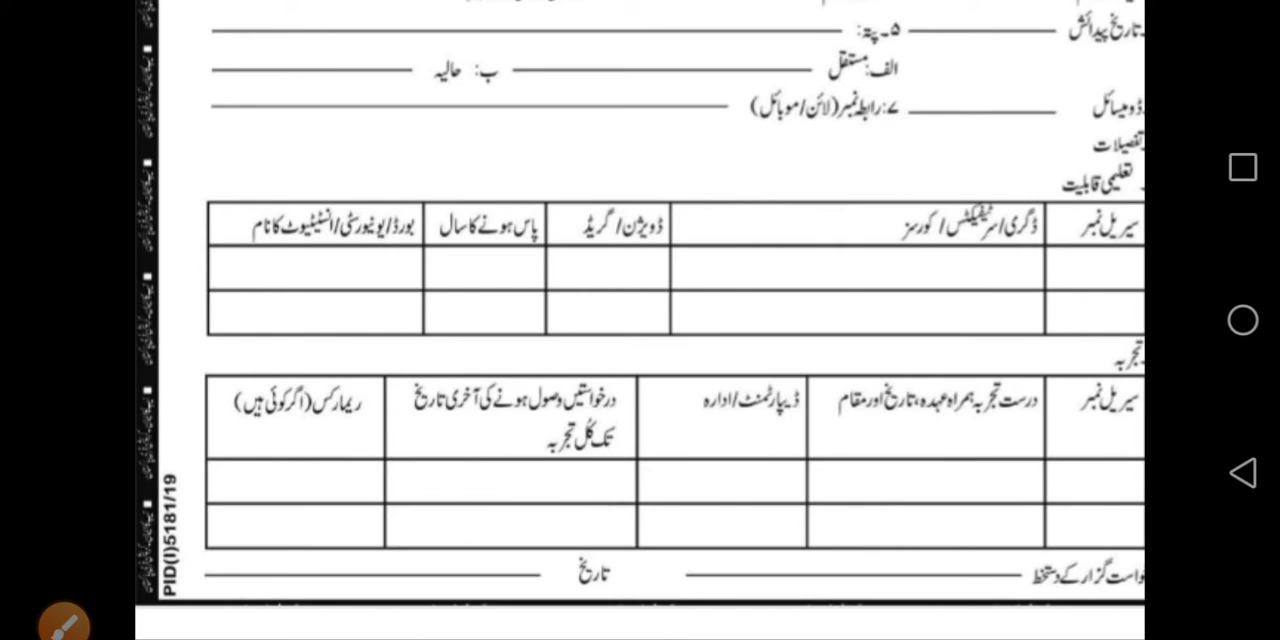 تاریخ پیدائش ۵۔ پتہ:
الف: مستقل ب: حالیہ
ڈومیسائل ۷: رابطہ نمبر (لائن/موبائل)
تفصیلات
۔ تعلیمی قابلیت
سیریل نمبر ڈگری/سرٹیفکیٹس/کورسز ڈویژن/گریڈ پاس ہونے کا سال بورڈ/یونیورسٹی/انسٹیٹیوٹ کا نام
۔تجربہ
سیریل نمبر درست تجربہ ہمراہ عہدہ، تاریخ اور مقام ڈیپارٹمنٹ/ادارہ درخواستیں وصول ہونے کی آخری تاریخ تک کُل تجربہ ریمارکس (اگر کوئی ہیں)
واست گزار کے دستخط تاریخ
PID(I)5181/19